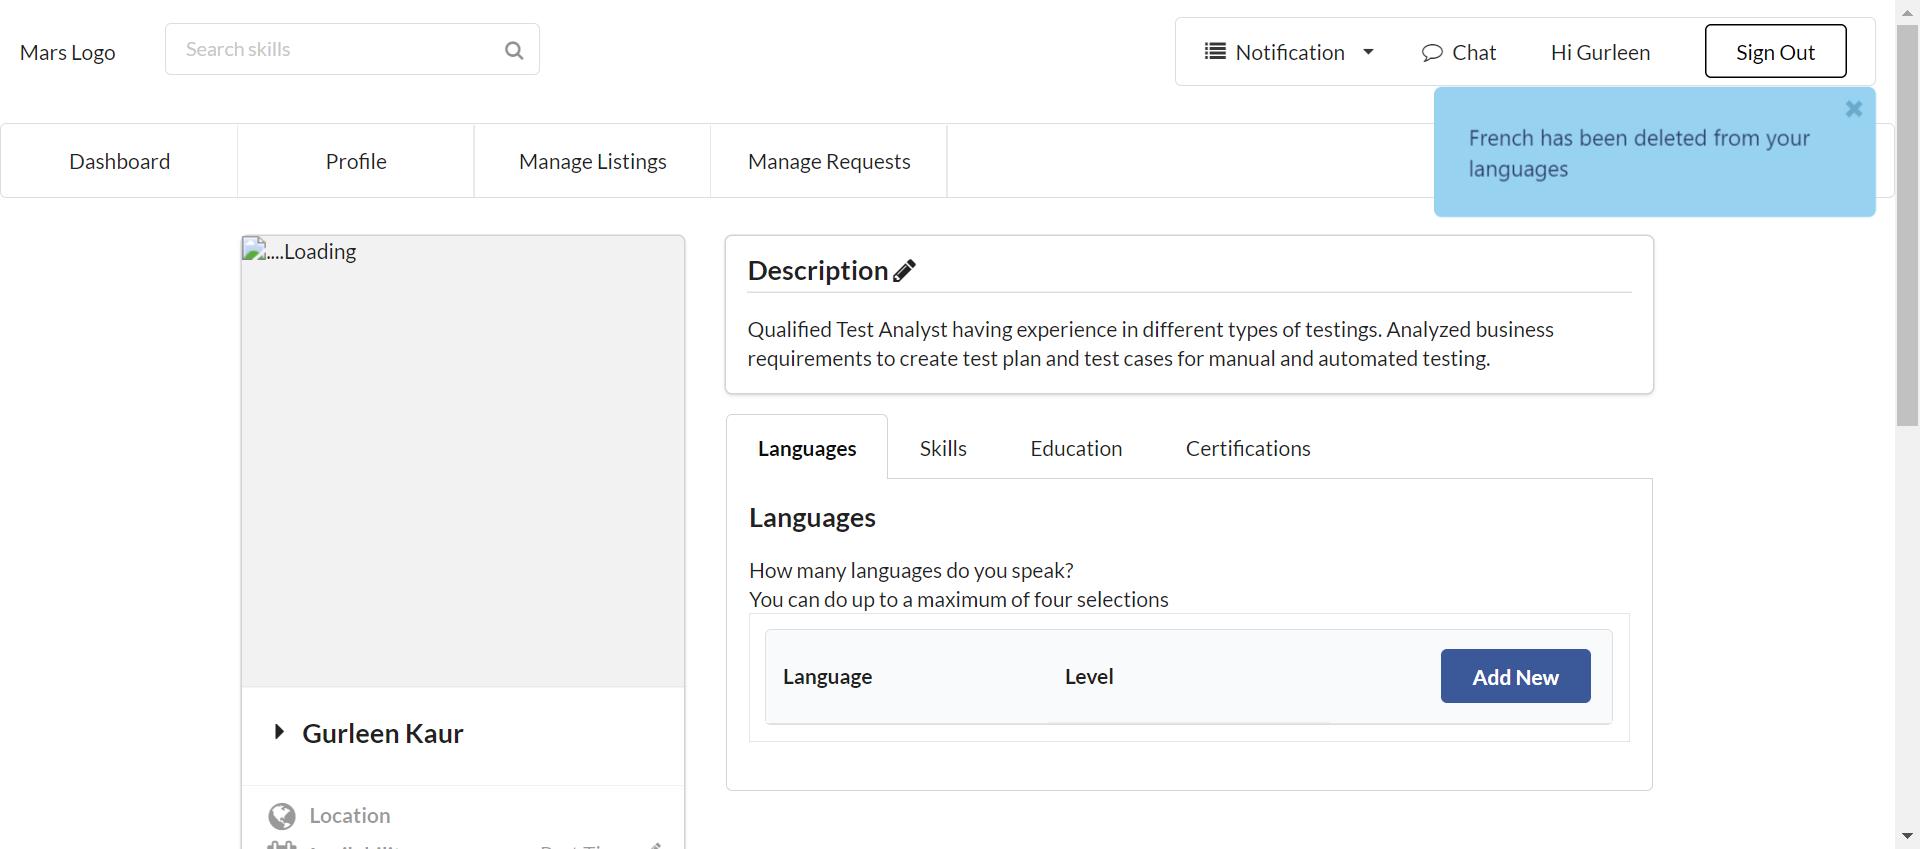 Mars Logo
Search skills
Notification
Chat
Hi Gurleen
Sign Out
French has been deleted from your
languages
Dashboard
Profile
Manage Listings
Manage Requests
....Loading
Gurleen Kaur
Location
Description
Qualified Test Analyst having experience in different types of testings. Analyzed business
requirements to create test plan and test cases for manual and automated testing.
Languages
Skills
Education
Certifications
Languages
How many languages do you speak?
You can do up to a maximum of four selections
Language
Level
Add New